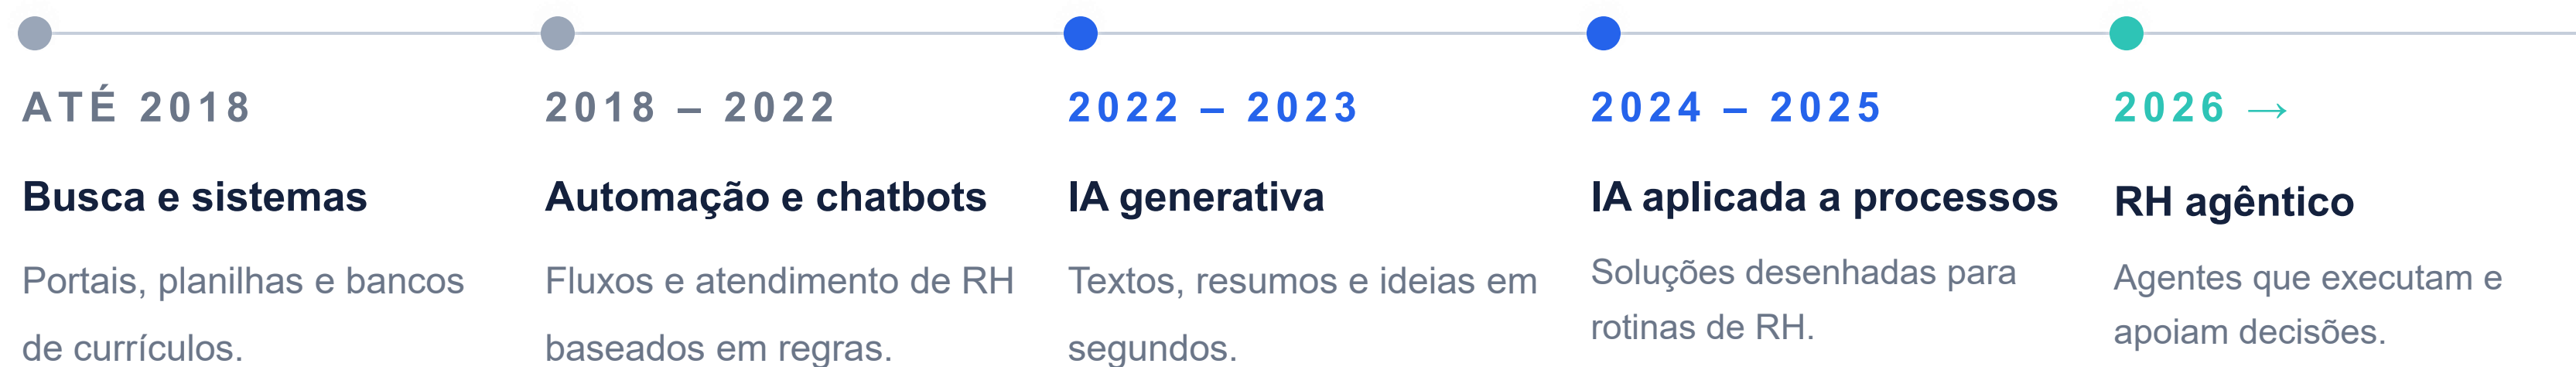 ATÉ 2018
Busca e sistemas
Portais, planilhas e bancos
de currículos.
2018 – 2022
Automação e chatbots
Fluxos e atendimento de RH
baseados em regras.
2022 – 2023
IA generativa
Textos, resumos e ideias em
segundos.
2024 – 2025
IA aplicada a processos
Soluções desenhadas para
rotinas de RH.
2026 →
RH agêntico
Agentes que executam e
apoiam decisões.